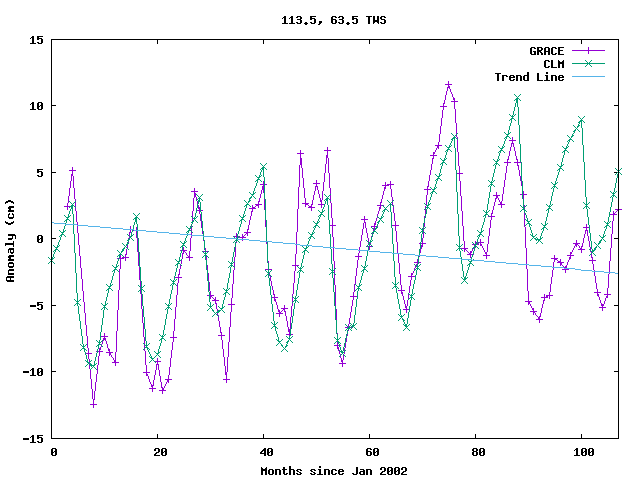 113.5, 63.5 TWS
GRACE
CLM
Trend Line
15
10
5
0
-5
-10
-15
Anomaly (cm)
0 20 40 60 80 100
Months since Jan 2002